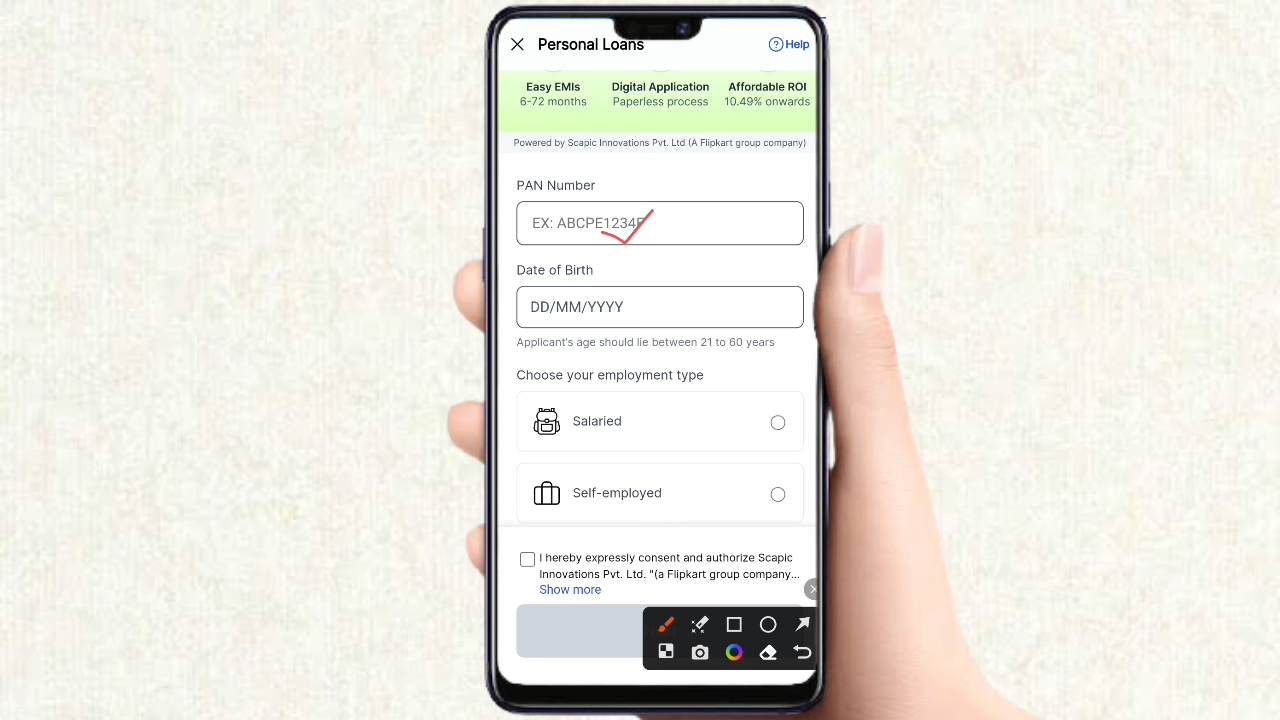 Personal Loans
Help
Easy EMIs
6-72 months
Digital Application
Paperless process
Affordable ROI
10.49% onwards
Powered by Scapic Innovations Pvt. Ltd (A Flipkart group company)
PAN Number
EX: ABCPE1234F
Date of Birth
DD/MM/YYYY
Applicant's age should lie between 21 to 60 years
Choose your employment type
Salaried
Self-employed
I hereby expressly consent and authorize Scapic
Innovations Pvt. Ltd. "(a Flipkart group company...
Show more